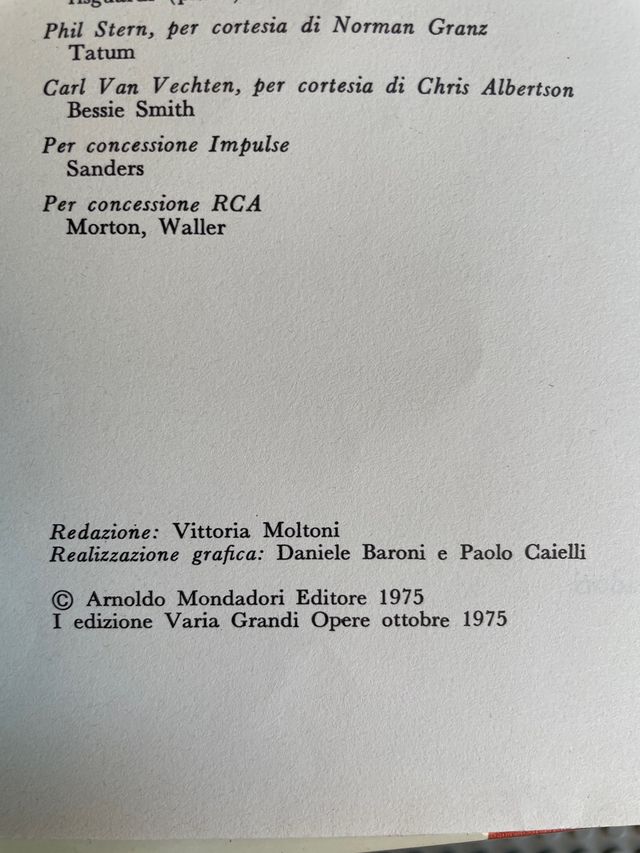 Phil Stern, per cortesia di Norman Granz
Tatum
Carl Van Vechten, per cortesia di Chris Albertson
Bessie Smith
Per concessione Impulse
Sanders
Per concessione RCA
Morton, Waller
Redazione: Vittoria Moltoni
Realizzazione grafica: Daniele Baroni e Paolo Caielli
© Arnoldo Mondadori Editore 1975
I edizione Varia Grandi Opere ottobre 1975